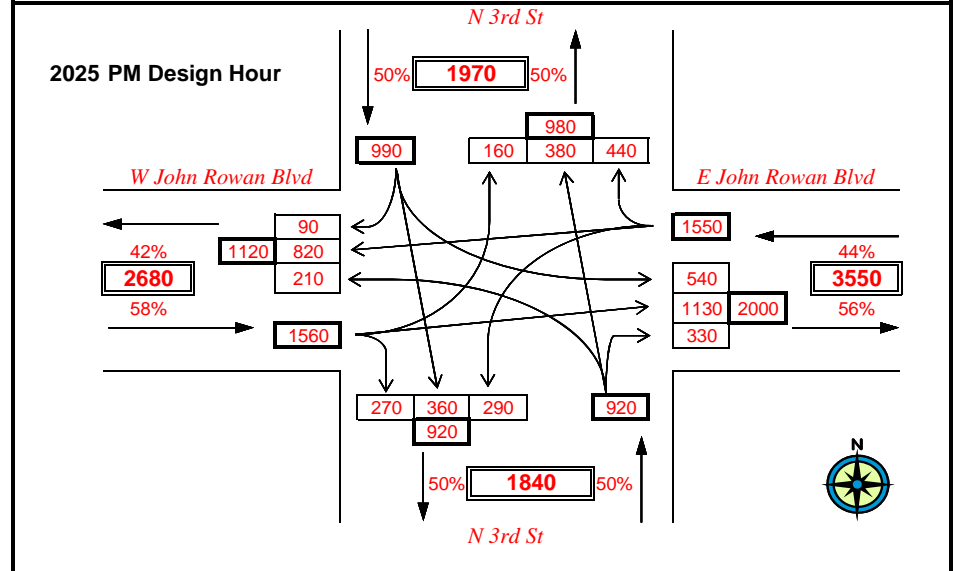 N 3rd St
2025 PM Design Hour
50% 1970 50%
980
990 160 380 440
W John Rowan Blvd E John Rowan Blvd
90 1550
42% 1120 820 44%
2680 210 540 3550
58% 1130 2000 56%
1560 330
270 360 290 920
920
N
50% 1840 50%
N 3rd St